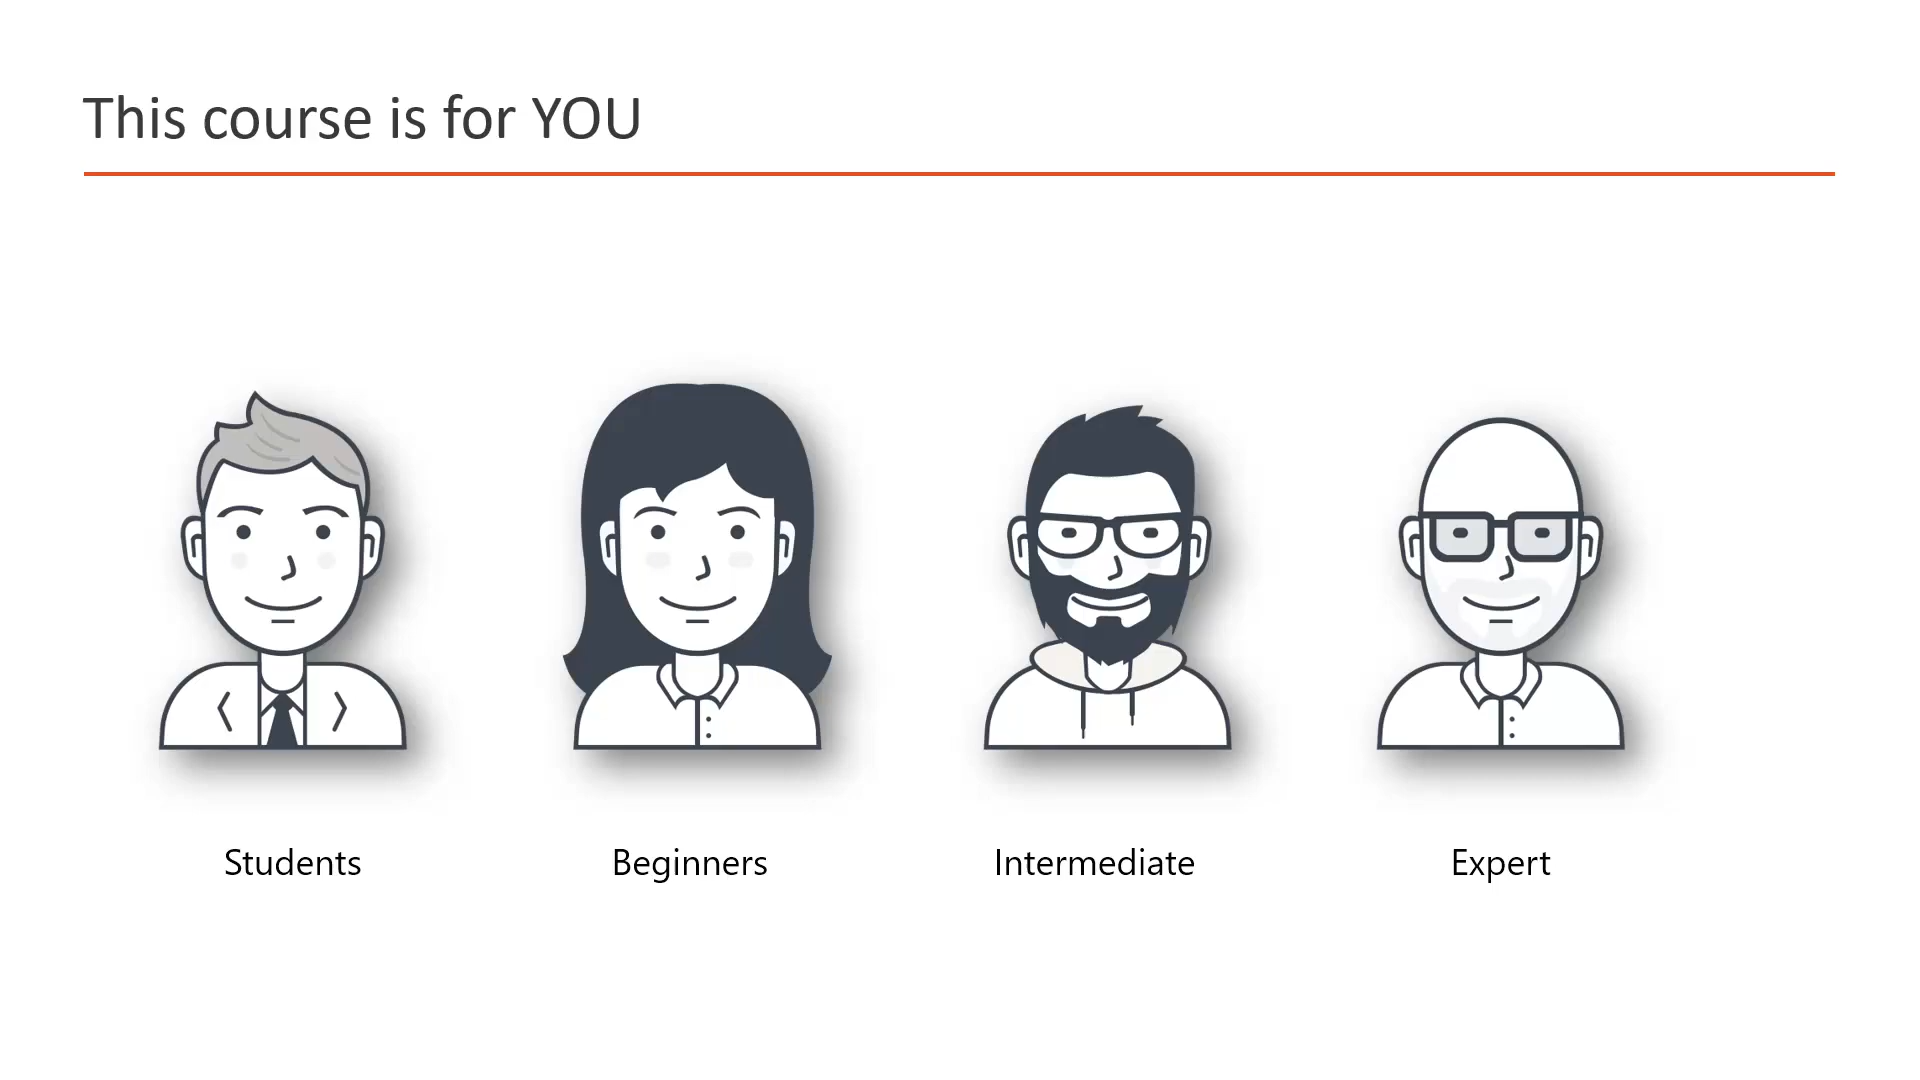 This course is for YOU
Students
Beginners
Intermediate
Expert